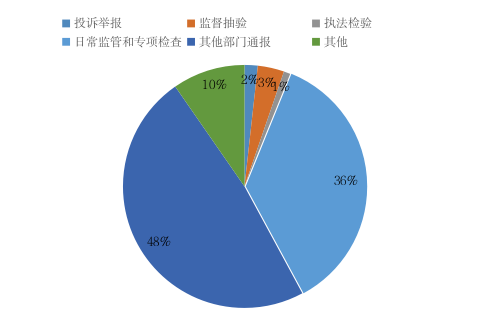 投诉举报 监督抽验 执法检验
日常监管和专项检查 其他部门通报 其他
2% 3% 1%
10%
36%
48%